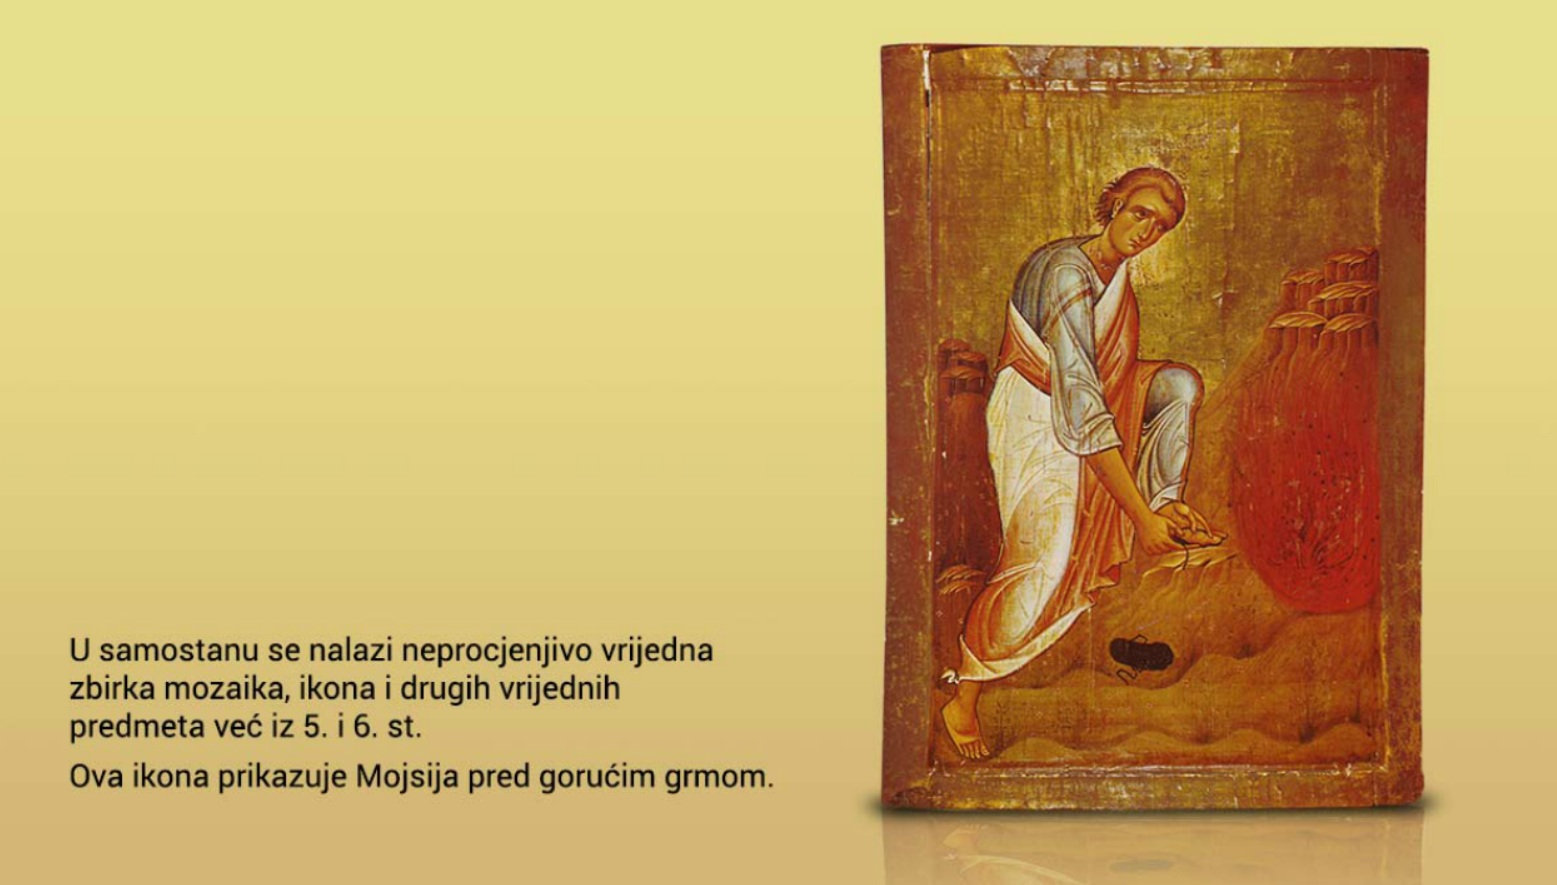 U samostanu se nalazi neprocjenjivo vrijedna
zbirka mozaika, ikona i drugih vrijednih
predmeta već iz 5. i 6. st.
Ova ikona prikazuje Mojsija pred gorućim grmom.